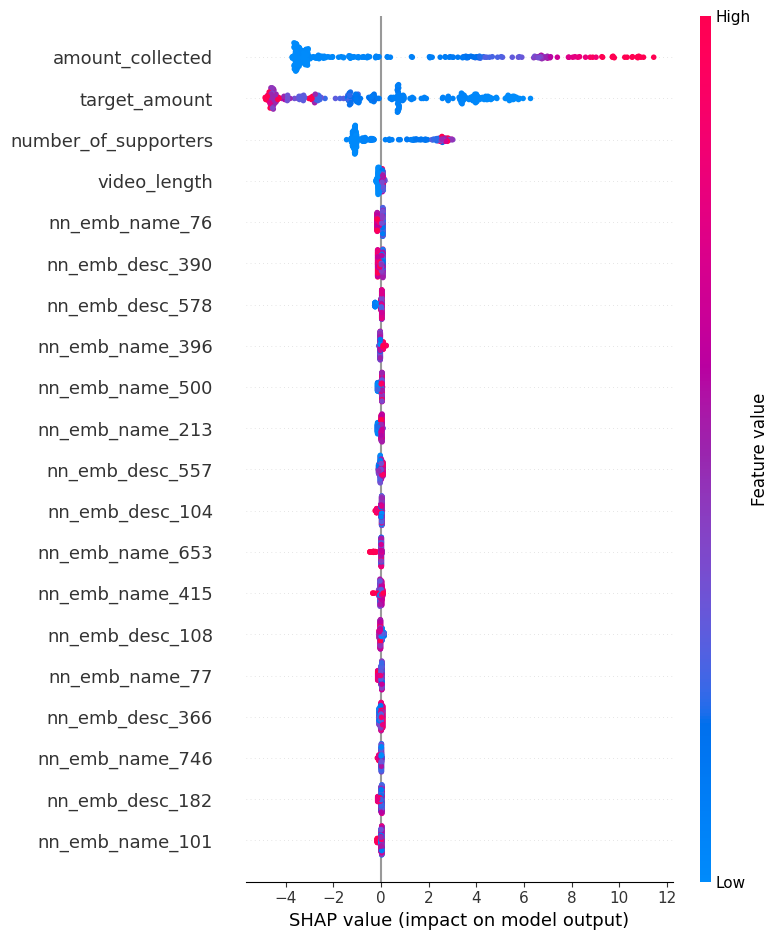 High
amount_collected
target_amount
number_of_supporters
video_length
nn_emb_name_76
nn_emb_desc_390
nn_emb_desc_578
nn_emb_name_396
nn_emb_name_500
nn_emb_name_213
nn_emb_desc_557
nn_emb_desc_104
nn_emb_name_653
nn_emb_name_415
nn_emb_desc_108
nn_emb_name_77
nn_emb_desc_366
nn_emb_name_746
nn_emb_desc_182
nn_emb_name_101
Feature value
Low
−4 −2 0 2 4 6 8 10 12
SHAP value (impact on model output)